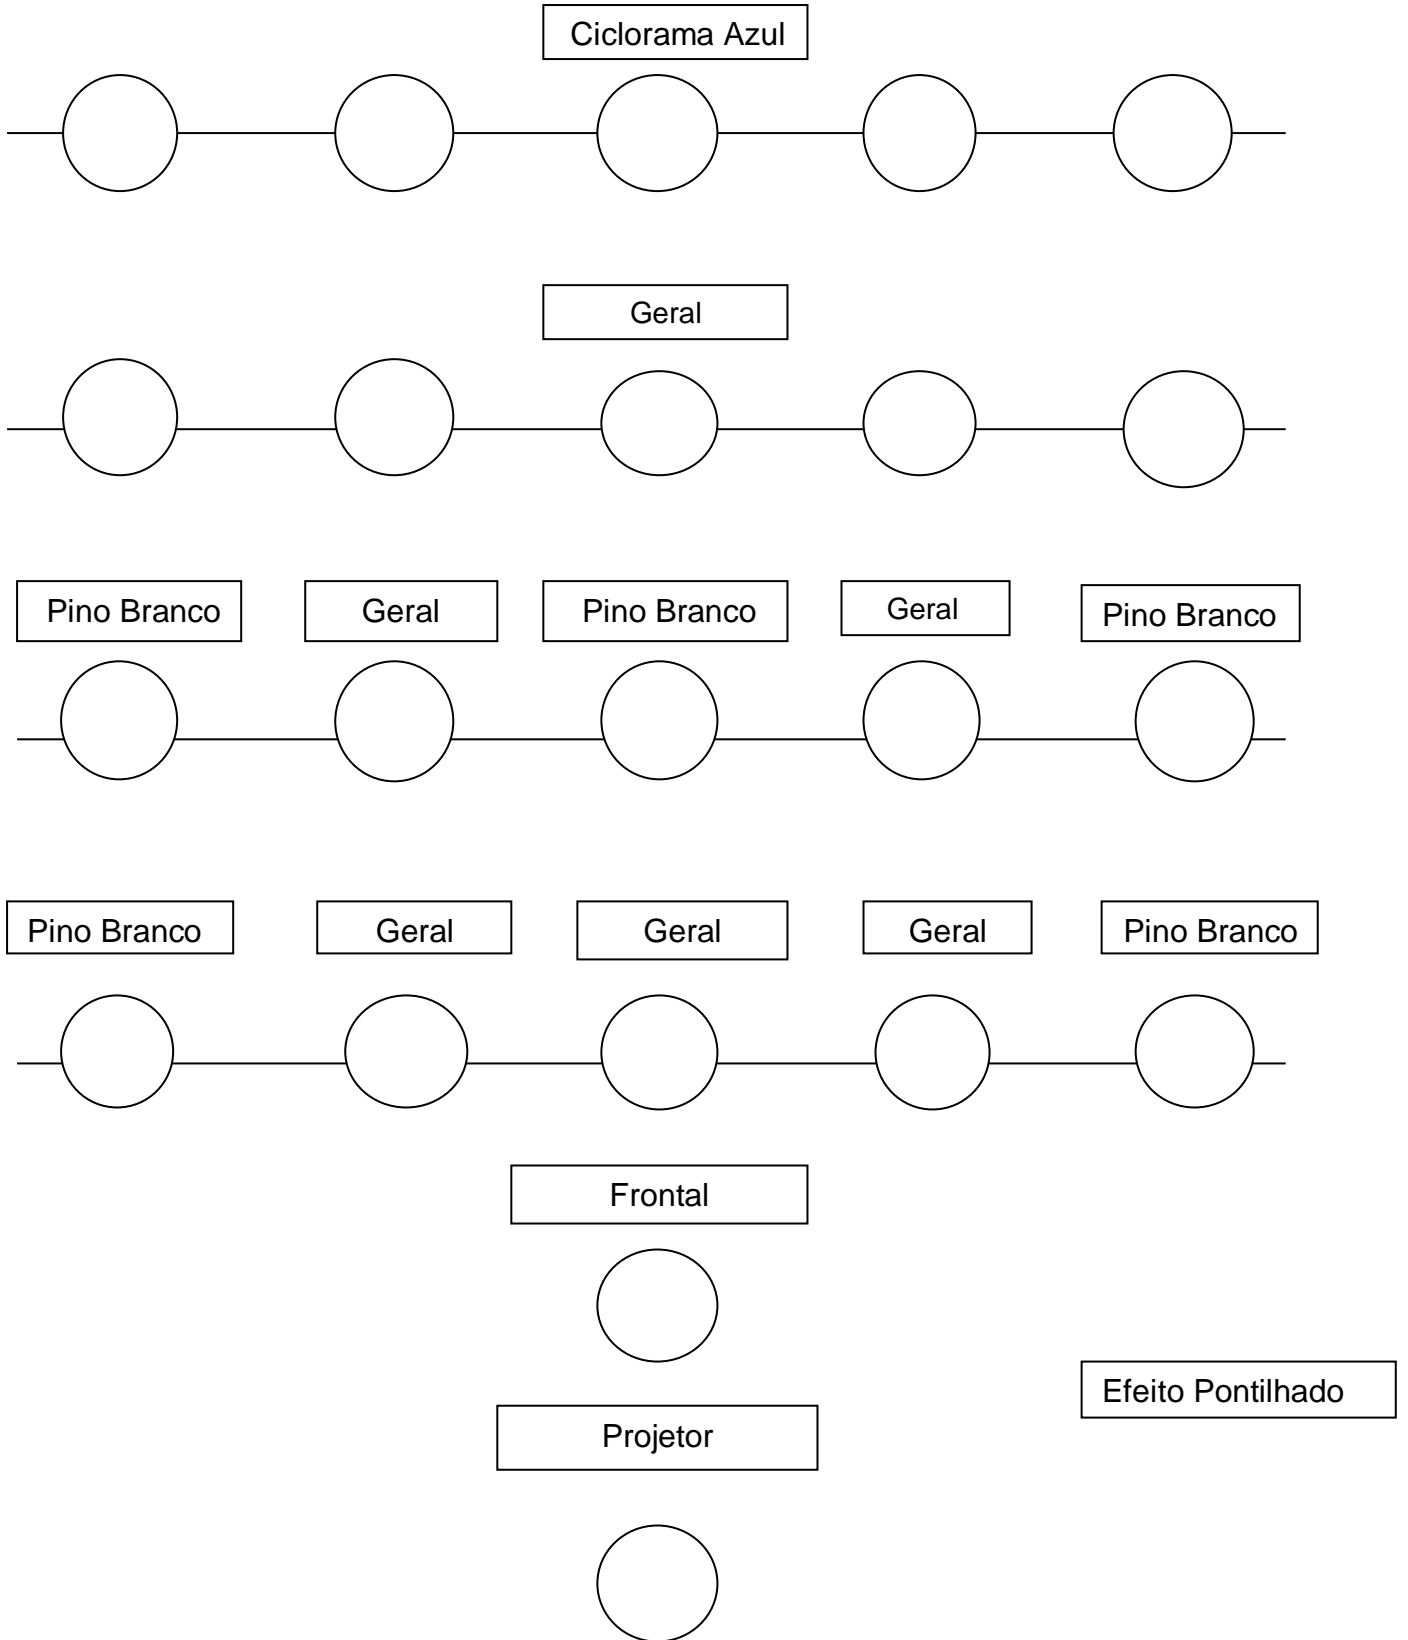 Ciclorama Azul
Geral
Pino Branco
Geral
Pino Branco
Geral
Pino Branco
Pino Branco
Geral
Geral
Geral
Pino Branco
Frontal
Efeito Pontilhado
Projetor